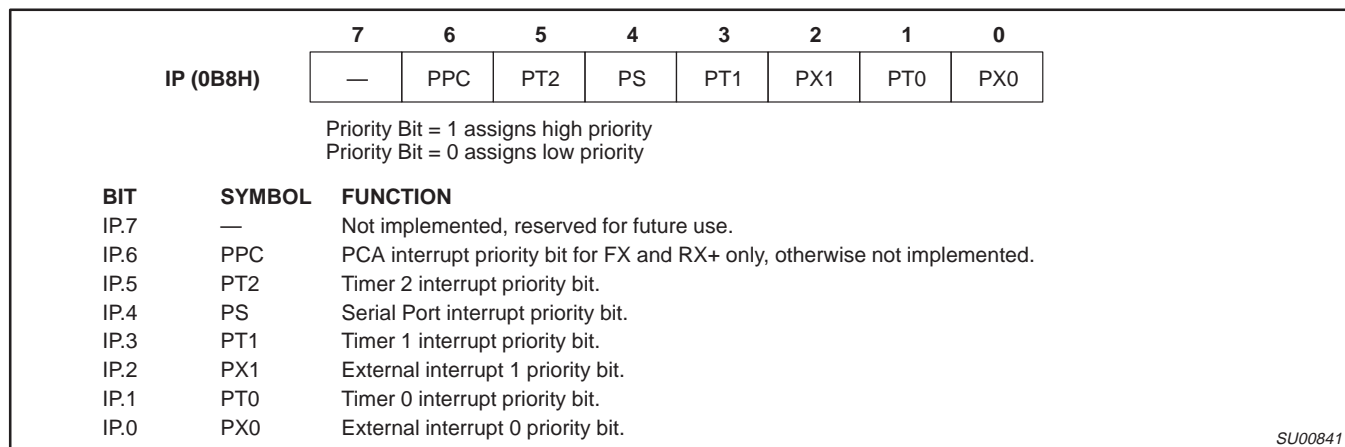 7 6 5 4 3 2 1 0
IP (0B8H) — PPC PT2 PS PT1 PX1 PT0 PX0
Priority Bit = 1 assigns high priority
Priority Bit = 0 assigns low priority
BIT SYMBOL FUNCTION
IP.7 — Not implemented, reserved for future use.
IP.6 PPC PCA interrupt priority bit for FX and RX+ only, otherwise not implemented.
IP.5 PT2 Timer 2 interrupt priority bit.
IP.4 PS Serial Port interrupt priority bit.
IP.3 PT1 Timer 1 interrupt priority bit.
IP.2 PX1 External interrupt 1 priority bit.
IP.1 PT0 Timer 0 interrupt priority bit.
IP.0 PX0 External interrupt 0 priority bit.
SU00841